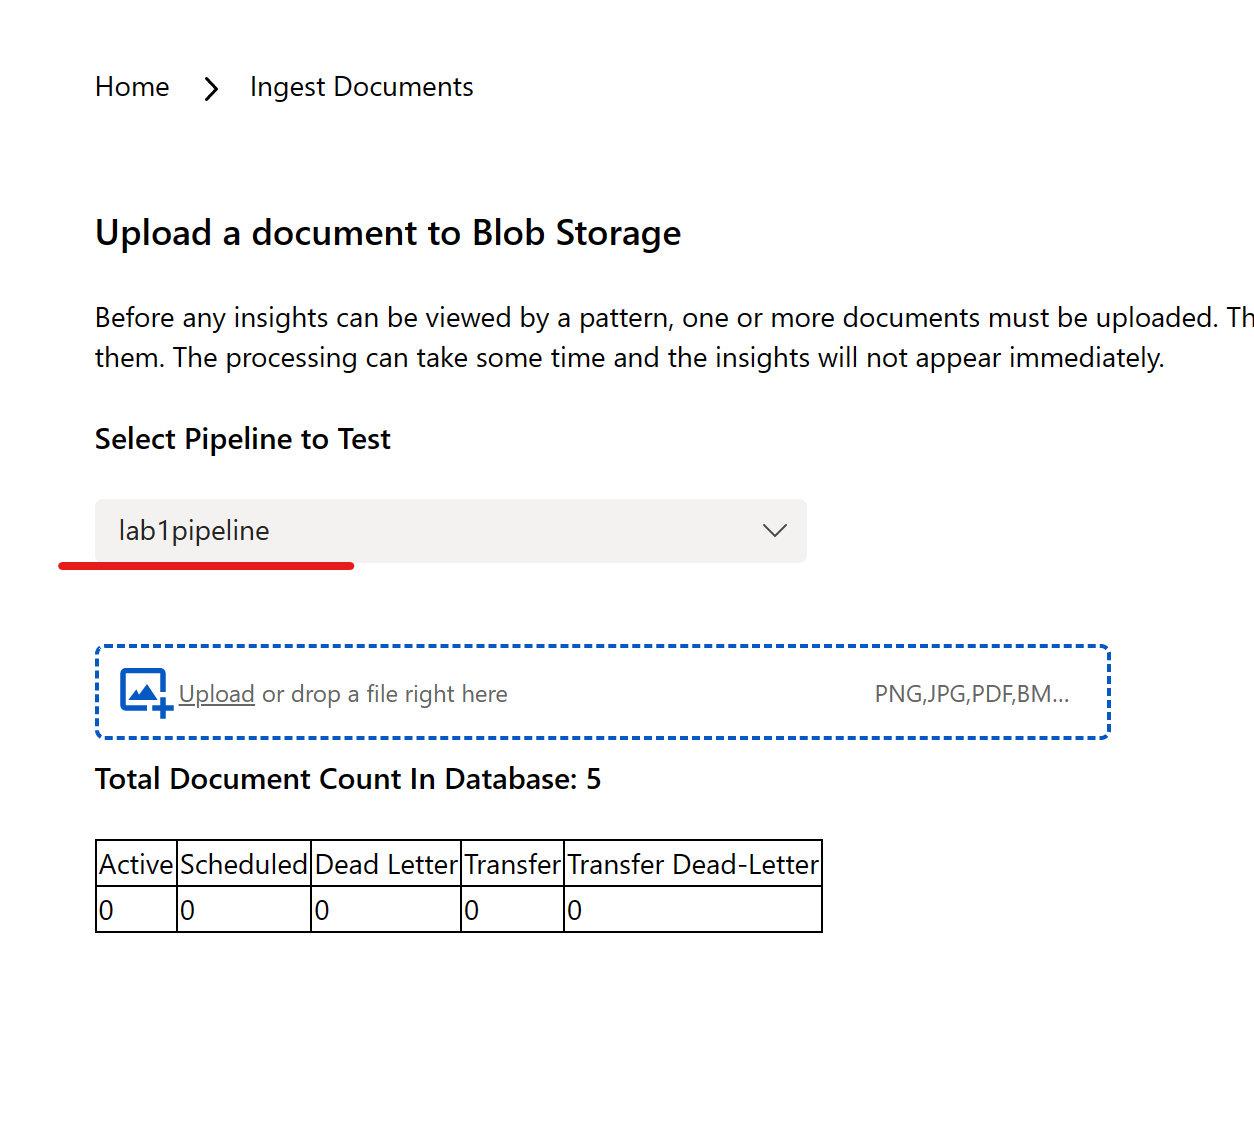 Home > Ingest Documents
Upload a document to Blob Storage
Before any insights can be viewed by a pattern, one or more documents must be uploaded. Th
them. The processing can take some time and the insights will not appear immediately.
Select Pipeline to Test
lab1pipeline
Upload or drop a file right here PNG,JPG,PDF,BM...
Total Document Count In Database: 5
Active Scheduled Dead Letter Transfer Transfer Dead-Letter
0 0 0 0 0